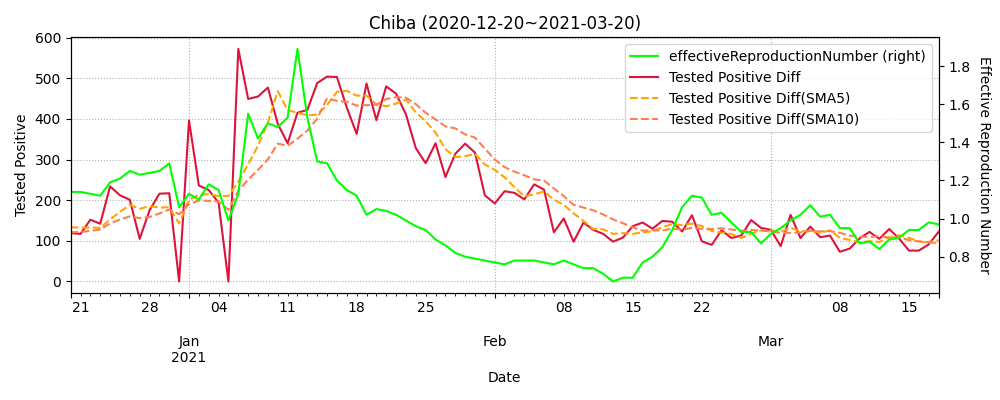 Chiba (2020-12-20~2021-03-20)
600
500
400
300
200
100
0
Tested Positive
1.8
1.6
1.4
1.2
1.0
0.8
Effective Reproduction Number
effectiveReproductionNumber (right)
Tested Positive Diff
Tested Positive Diff(SMA5)
Tested Positive Diff(SMA10)
21 28 04 11 18 25 08 15 22 08 15
Jan Feb Mar
2021
Date